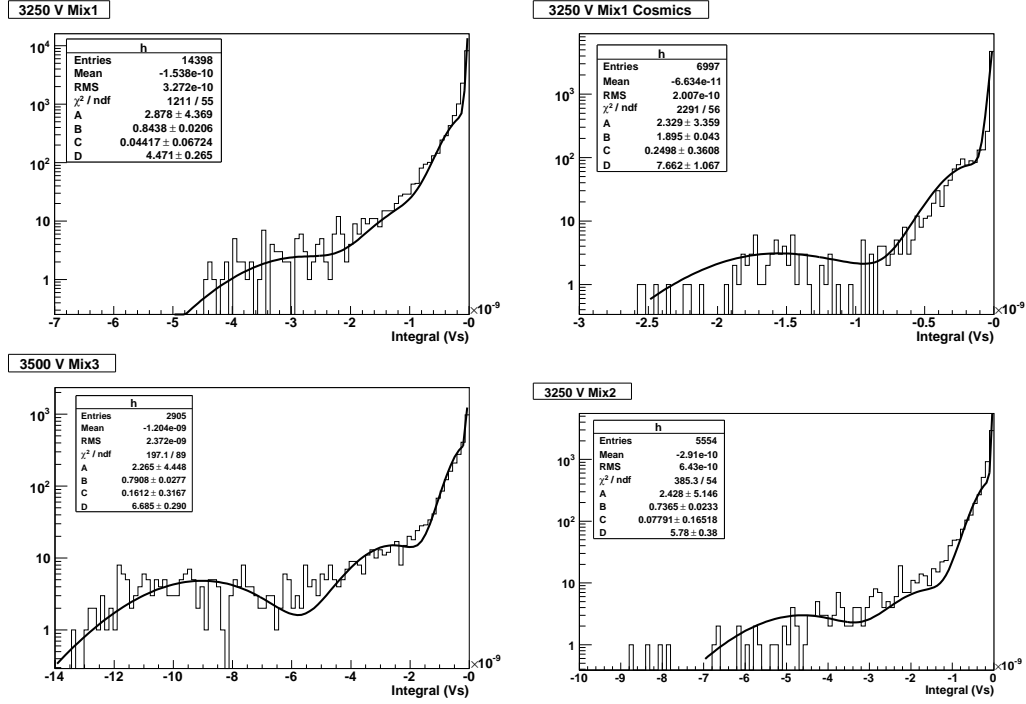 3250 V Mix1
h
Entries 14398
Mean -1.538e-10
RMS 3.272e-10
χ² / ndf 1211 / 55
A 2.878 ± 4.369
B 0.8438 ± 0.0206
C 0.04417 ± 0.06724
D 4.471 ± 0.265
10⁴
10³
10²
10
1
-7 -6 -5 -4 -3 -2 -1 -0
×10⁻⁹
Integral (Vs)
3250 V Mix1 Cosmics
h
Entries 6997
Mean -6.634e-11
RMS 2.007e-10
χ² / ndf 2291 / 56
A 2.329 ± 3.359
B 1.895 ± 0.043
C 0.2498 ± 0.3608
D 7.662 ± 1.067
10³
10²
10
1
-3 -2.5 -2 -1.5 -1 -0.5 -0
×10⁻⁹
Integral (Vs)
3500 V Mix3
h
Entries 2905
Mean -1.204e-09
RMS 2.372e-09
χ² / ndf 197.1 / 89
A 2.265 ± 4.448
B 0.7908 ± 0.0277
C 0.1612 ± 0.3167
D 6.685 ± 0.290
10³
10²
10
1
-14 -12 -10 -8 -6 -4 -2 -0
×10⁻⁹
Integral (Vs)
3250 V Mix2
h
Entries 5554
Mean -2.91e-10
RMS 6.43e-10
χ² / ndf 385.3 / 54
A 2.428 ± 5.146
B 0.7365 ± 0.0233
C 0.07791 ± 0.16518
D 5.78 ± 0.38
10³
10²
10
1
-10 -9 -8 -7 -6 -5 -4 -3 -2 -1 -0
×10⁻⁹
Integral (Vs)